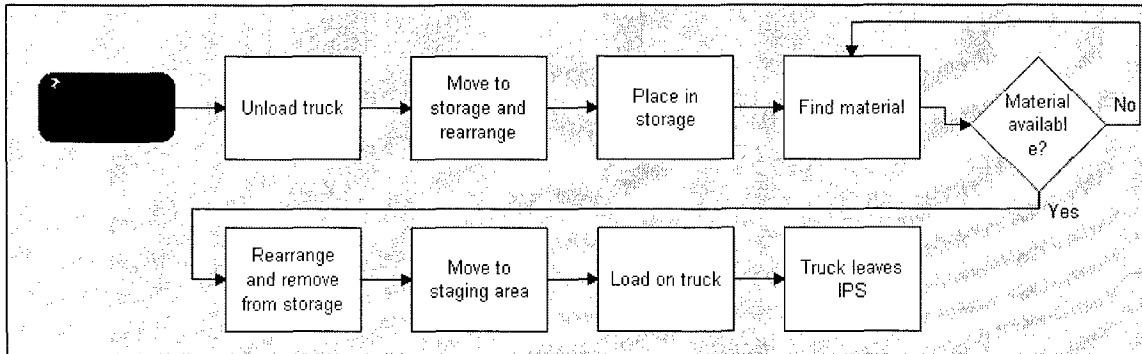 Unload truck
Move to
storage and
rearrange
Place in
storage
Find material
Material
availabl
e?
No
Yes
Rearrange
and remove
from storage
Move to
staging area
Load on truck
Truck leaves
IPS